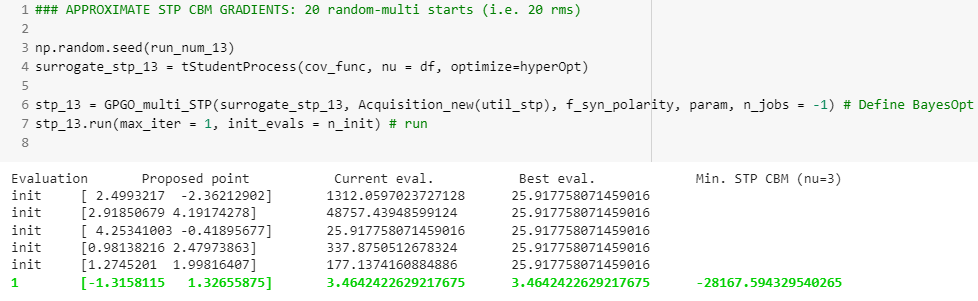 1 ### APPROXIMATE STP CBM GRADIENTS: 20 random-multi starts (i.e. 20 rms)
2
3 np.random.seed(run_num_13)
4 surrogate_stp_13 = tStudentProcess(cov_func, nu = df, optimize=hyperOpt)
5
6 stp_13 = GPGO_multi_STP(surrogate_stp_13, Acquisition_new(util_stp), f_syn_polarity, param, n_jobs = -1) # Define BayesOpt
7 stp_13.run(max_iter = 1, init_evals = n_init) # run
8
Evaluation Proposed point Current eval. Best eval. Min. STP CBM (nu=3)
init [ 2.4993217 -2.36212902] 1312.0597023727128 25.917758071459016
init [2.91850679 4.19174278] 48757.43948599124 25.917758071459016
init [ 4.25341003 -0.41895677] 25.917758071459016 25.917758071459016
init [0.98138216 2.47973863] 337.8750512678324 25.917758071459016
init [1.2745201 1.99816407] 177.1374160884886 25.917758071459016
1 [-1.3158115 1.32655875] 3.4642422629217675 3.4642422629217675 -28167.594329540265